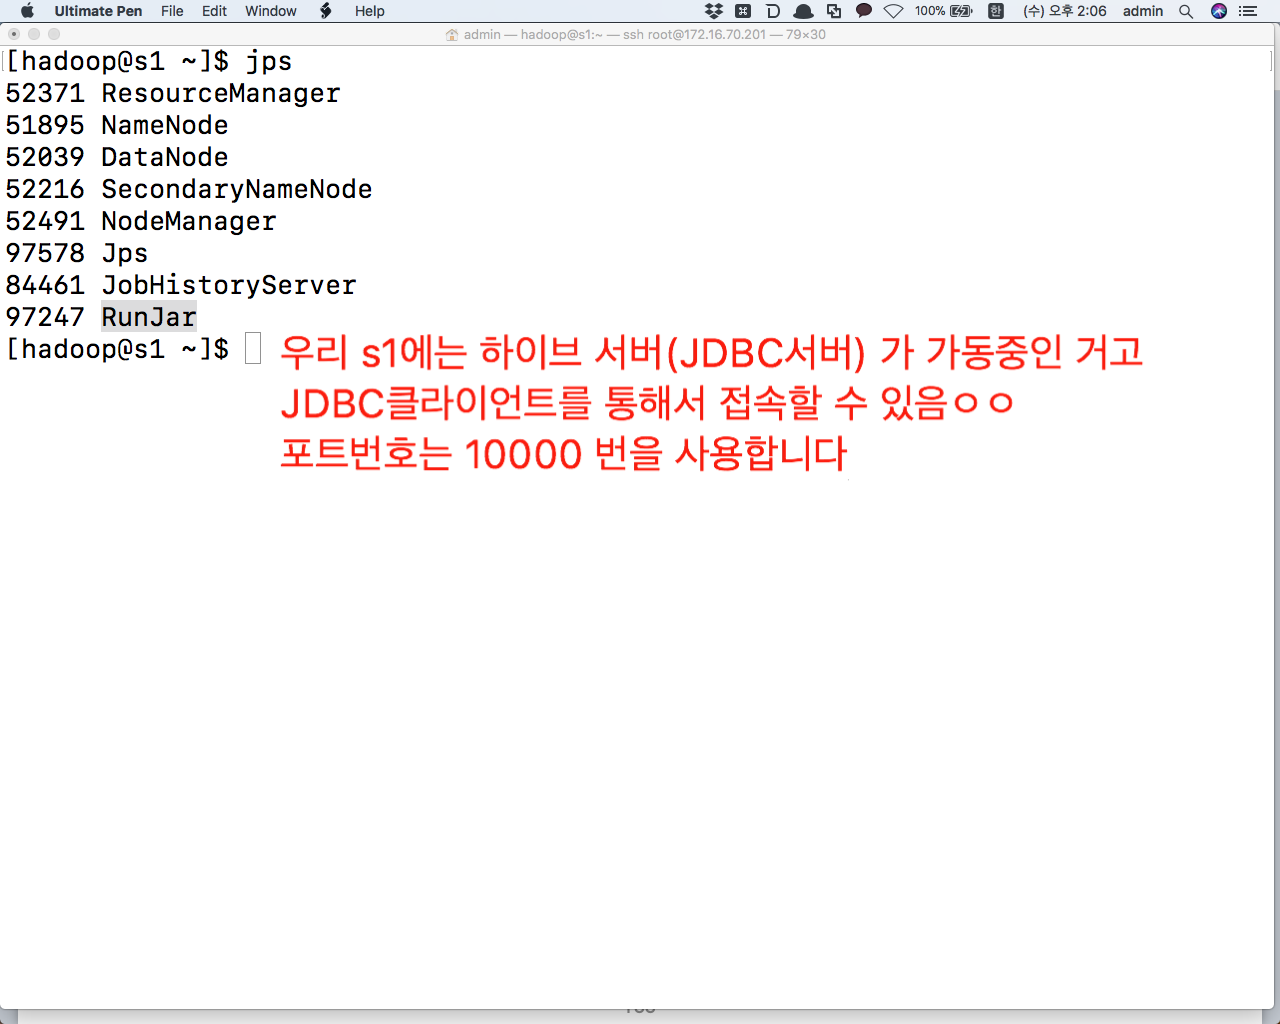 Ultimate Pen File Edit Window Help 100% 한 (수) 오후 2:06 admin
admin — hadoop@s1:~ — ssh root@172.16.70.201 — 79×30
[hadoop@s1 ~]$ jps
52371 ResourceManager
51895 NameNode
52039 DataNode
52216 SecondaryNameNode
52491 NodeManager
97578 Jps
84461 JobHistoryServer
97247 RunJar
[hadoop@s1 ~]$
우리 s1에는 하이브 서버(JDBC서버) 가 가동중인 거고
JDBC클라이언트를 통해서 접속할 수 있음ㅇㅇ
포트번호는 10000 번을 사용합니다